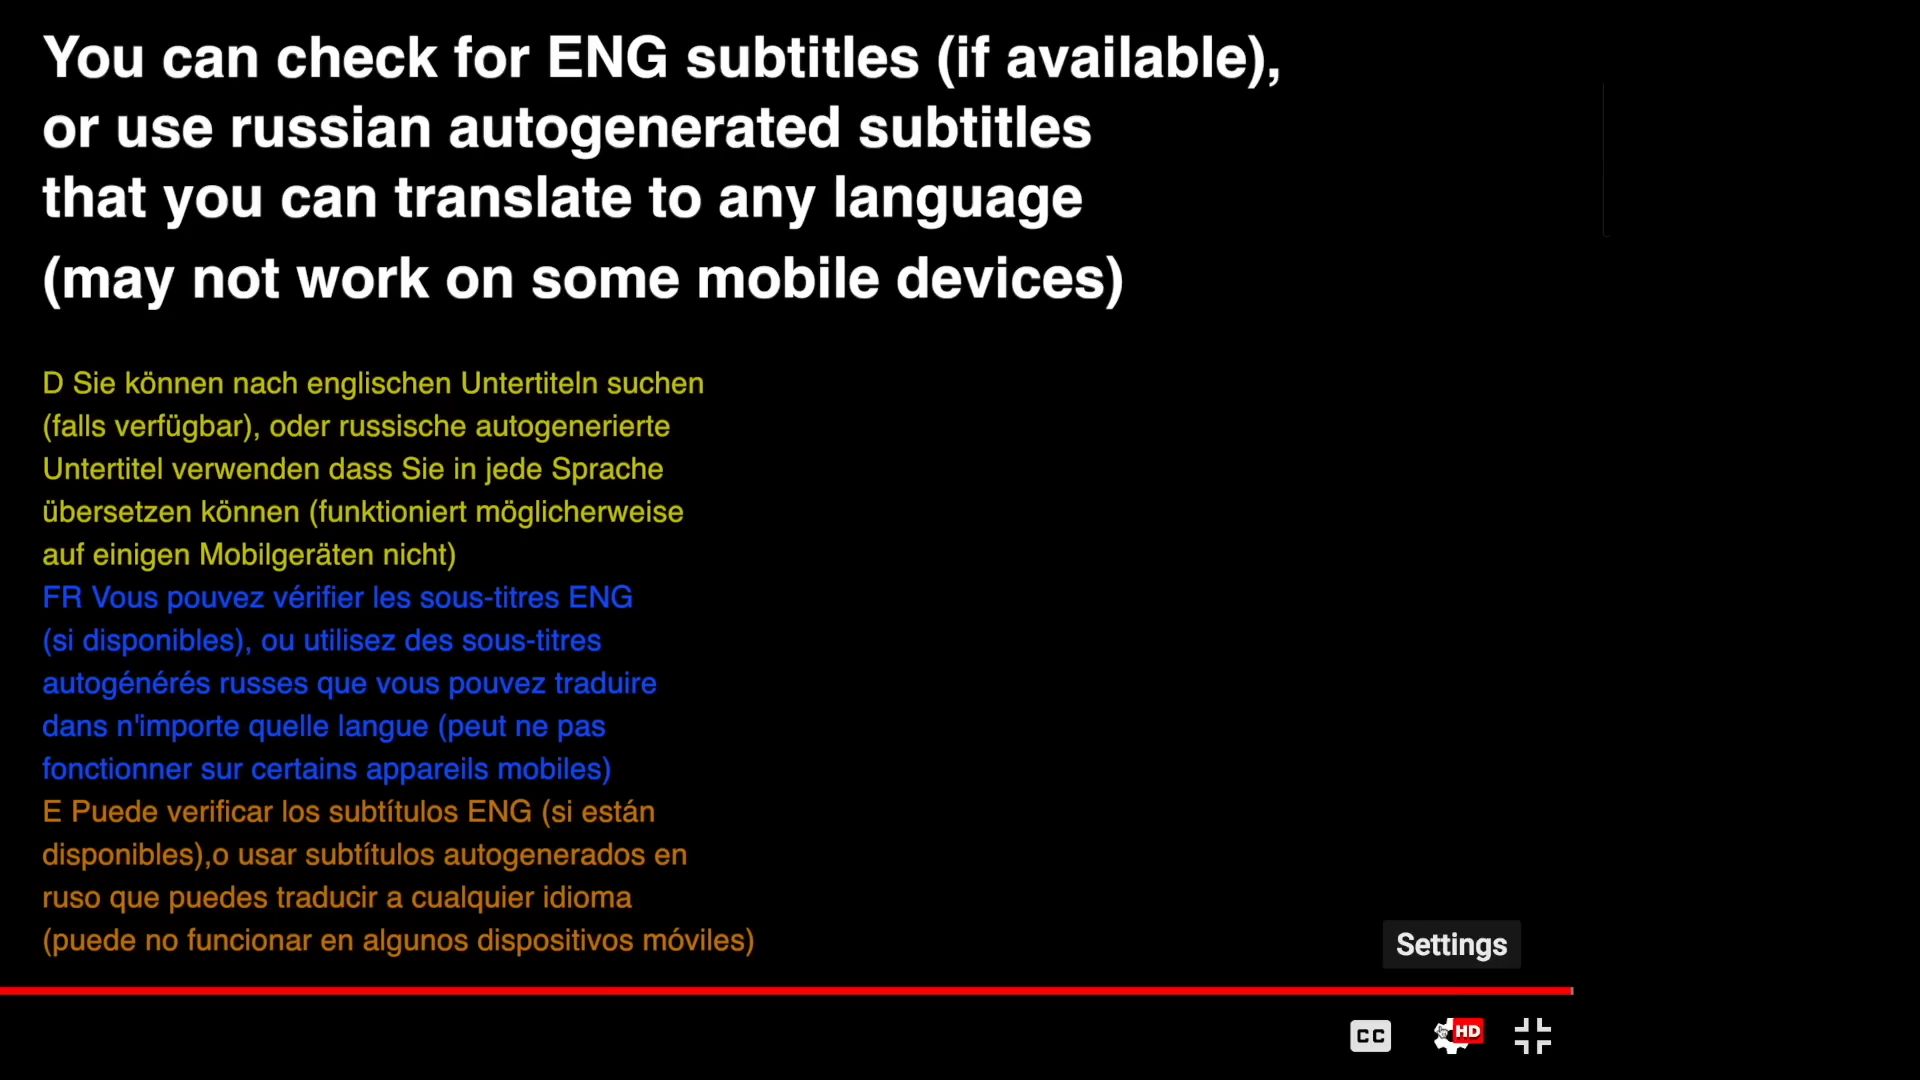 You can check for ENG subtitles (if available),
or use russian autogenerated subtitles
that you can translate to any language
(may not work on some mobile devices)
D Sie können nach englischen Untertiteln suchen
(falls verfügbar), oder russische autogenerierte
Untertitel verwenden dass Sie in jede Sprache
übersetzen können (funktioniert möglicherweise
auf einigen Mobilgeräten nicht)
FR Vous pouvez vérifier les sous-titres ENG
(si disponibles), ou utilisez des sous-titres
autogénérés russes que vous pouvez traduire
dans n'importe quelle langue (peut ne pas
fonctionner sur certains appareils mobiles)
E Puede verificar los subtítulos ENG (si están
disponibles),o usar subtítulos autogenerados en
ruso que puedes traducir a cualquier idioma
(puede no funcionar en algunos dispositivos móviles)
Settings
CC
HD